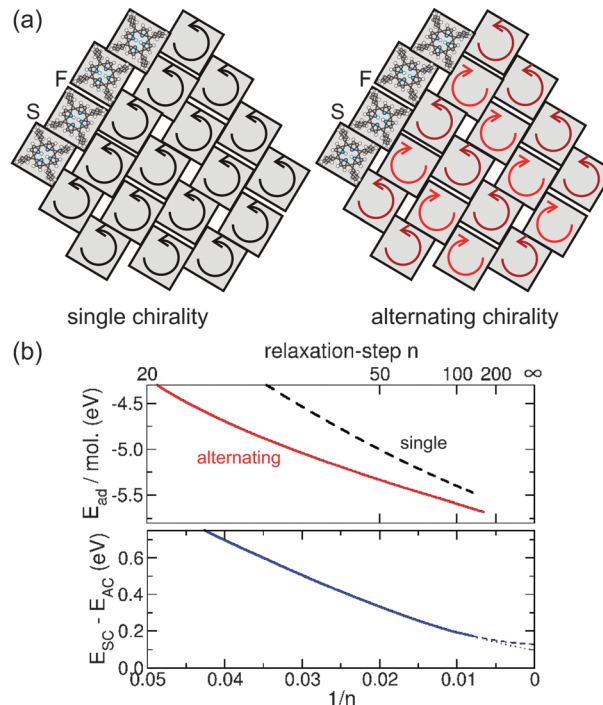 (a)
F F
S S
single chirality alternating chirality
(b)
relaxation-step n
20 50 100 200 ∞
-4.5
-5.0
-5.5
E_ad / mol. (eV)
single
alternating
0.6
0.4
0.2
0.0
E_SC - E_AC (eV)
0.05 0.04 0.03 0.02 0.01 0
1/n